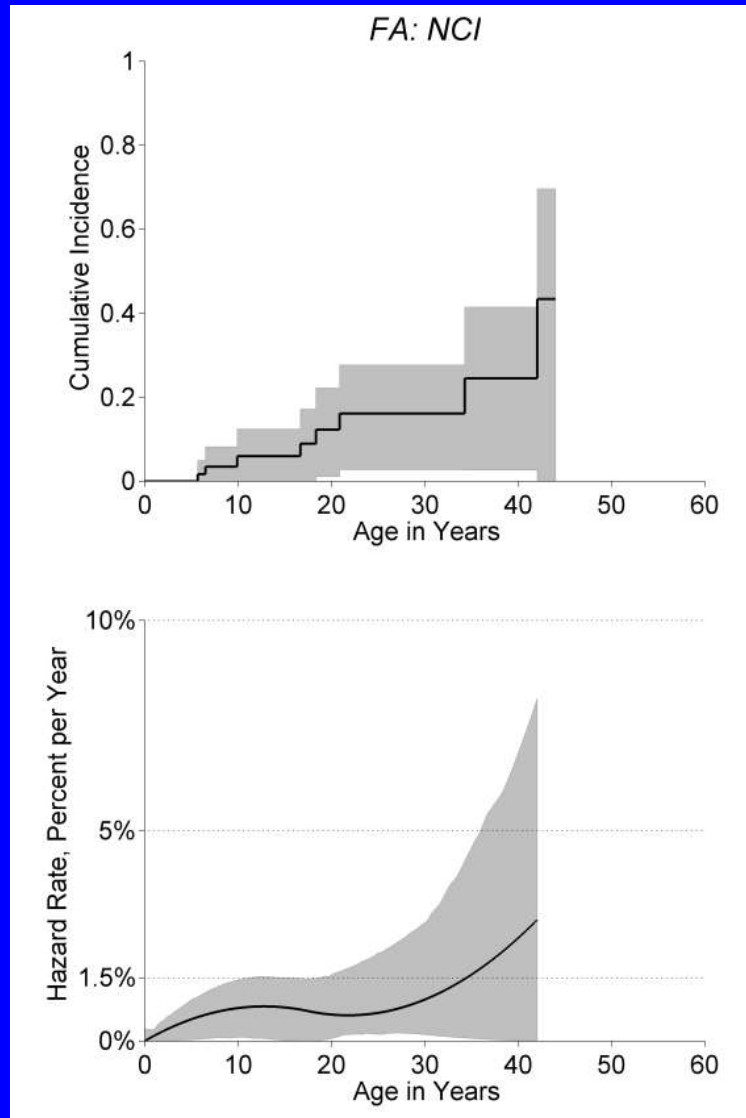 FA: NCI
1
0.8
0.6
0.4
0.2
0
Cumulative Incidence
0 10 20 30 40 50 60
Age in Years
10%
5%
1.5%
0%
Hazard Rate, Percent per Year
0 10 20 30 40 50 60
Age in Years